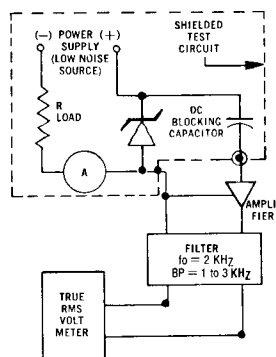 (-) POWER (+)
SUPPLY
(LOW NOISE
SOURCE)
SHIELDED
TEST
CIRCUIT
R
LOAD
DC
BLOCKING
CAPACITOR
A
AMPLI
FIER
FILTER
fo = 2 KHz
BP = 1 to 3 KHz
TRUE
RMS
VOLT
METER